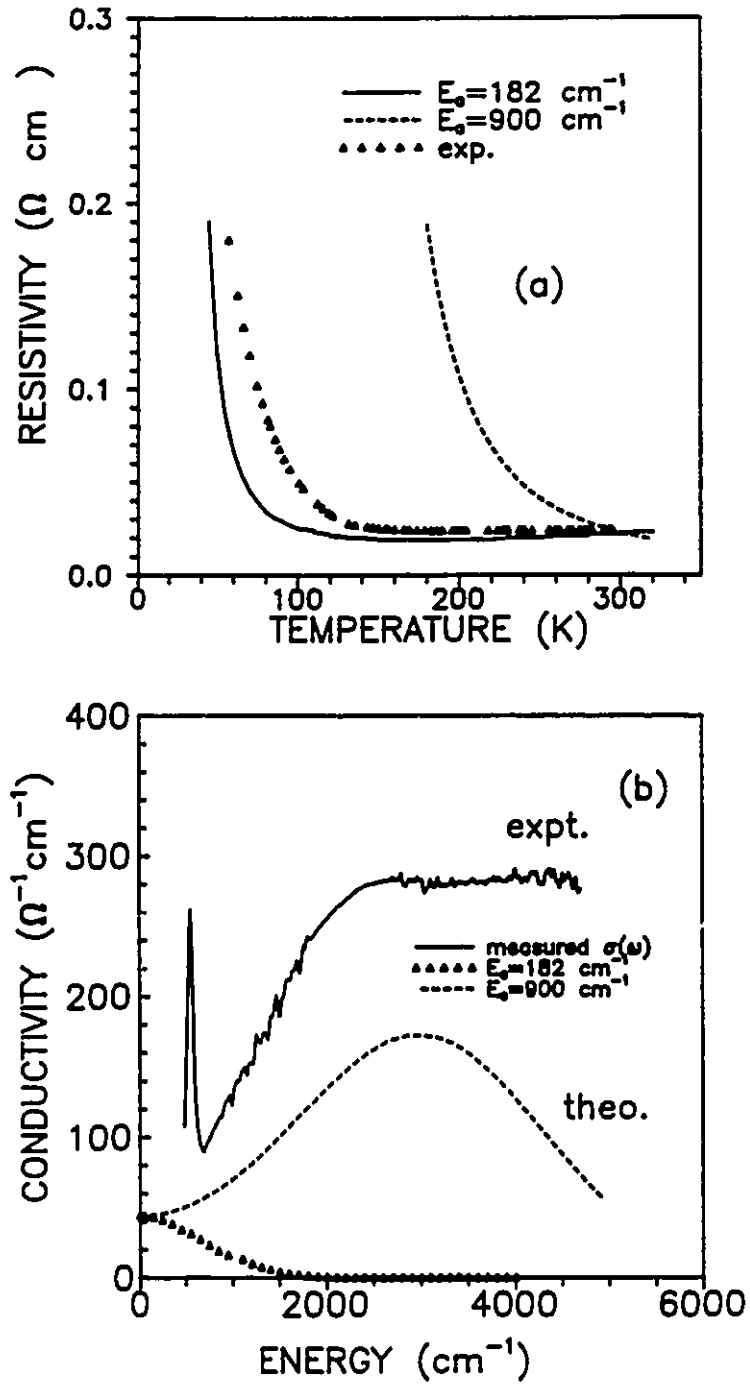 0.3
0.2
0.1
0.0
RESISTIVITY (Ω cm)
E₀=182 cm⁻¹
E₀=900 cm⁻¹
exp.
(a)
0 100 200 300
TEMPERATURE (K)
400
300
200
100
0
CONDUCTIVITY (Ω⁻¹cm⁻¹)
(b)
expt.
measured σ(ω)
E₀=182 cm⁻¹
E₀=900 cm⁻¹
theo.
0 2000 4000 6000
ENERGY (cm⁻¹)